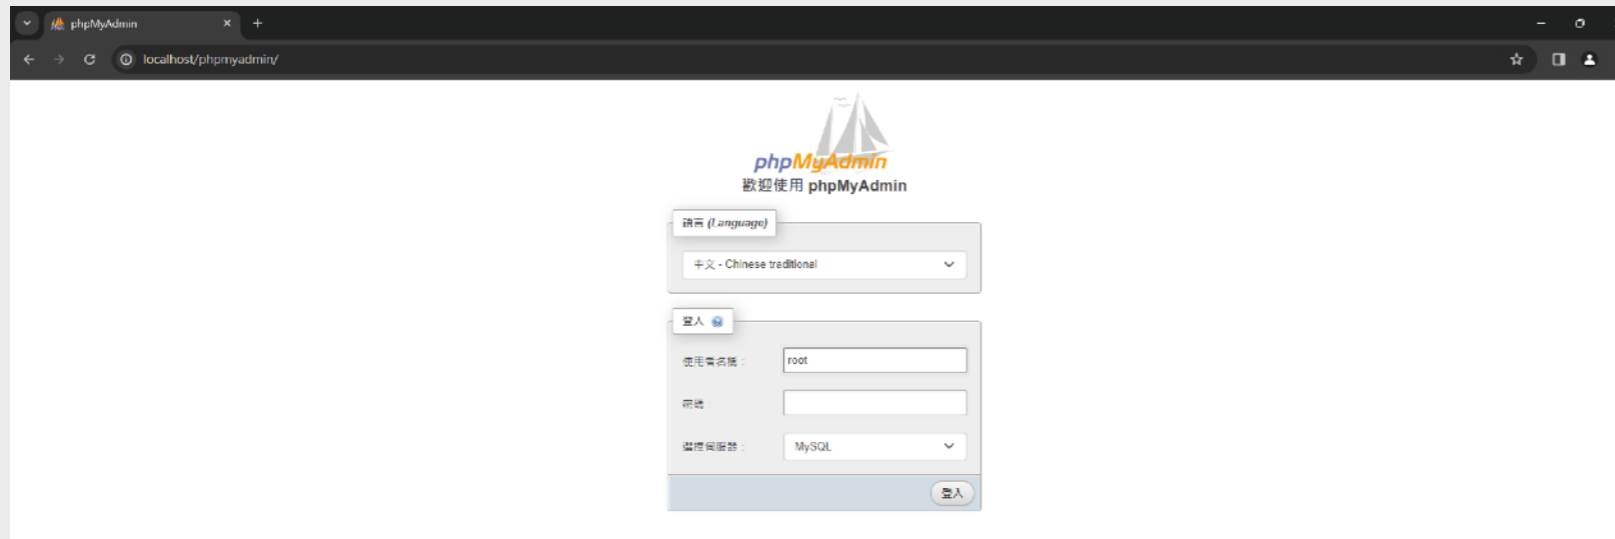 phpMyAdmin
localhost/phpmyadmin/
phpMyAdmin
歡迎使用 phpMyAdmin
語言 (Language)
中文 - Chinese traditional
登入
使用者名稱：
root
密碼：
選擇伺服器：
MySQL
登入